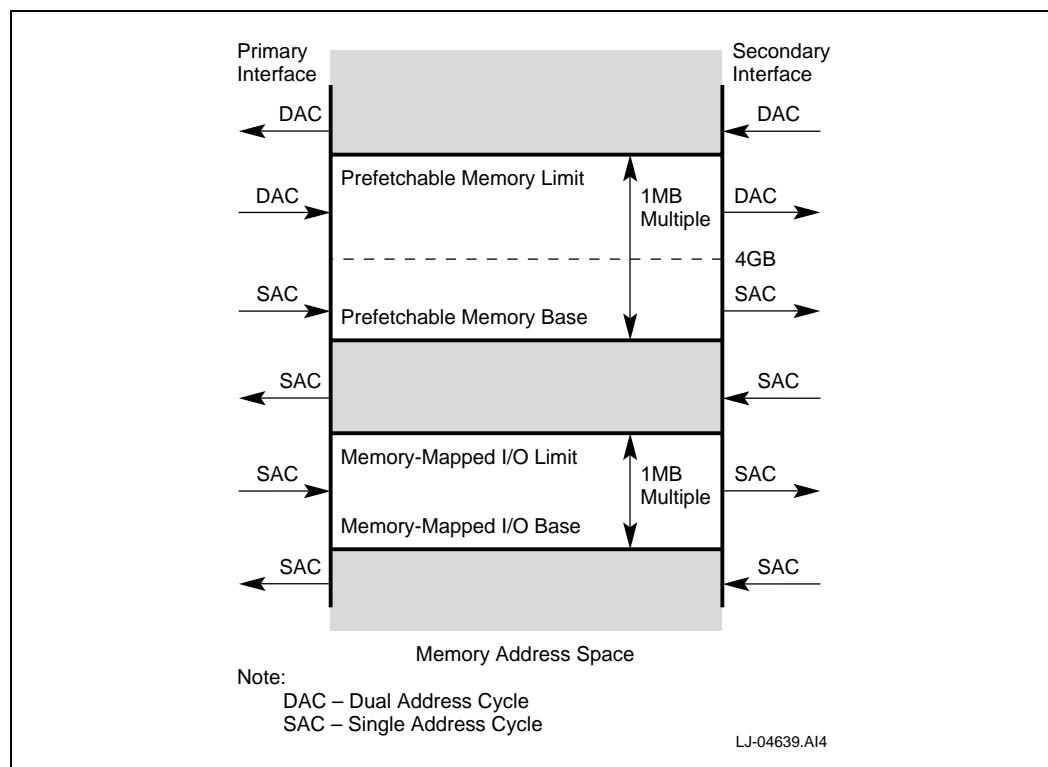 Primary
Interface
Secondary
Interface
DAC
DAC
Prefetchable Memory Limit
DAC
1MB
Multiple
DAC
4GB
SAC
SAC
Prefetchable Memory Base
SAC
SAC
Memory-Mapped I/O Limit
SAC
1MB
Multiple
SAC
Memory-Mapped I/O Base
SAC
SAC
Memory Address Space
Note:
DAC – Dual Address Cycle
SAC – Single Address Cycle
LJ-04639.AI4